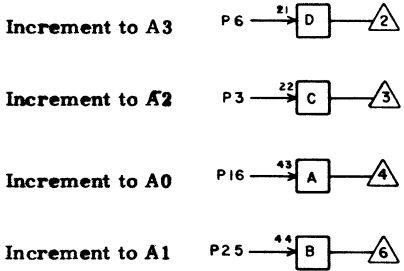 Increment to A3 P6 21 D 2
Increment to A2 P3 22 C 3
Increment to A0 P16 43 A 4
Increment to A1 P25 44 B 6